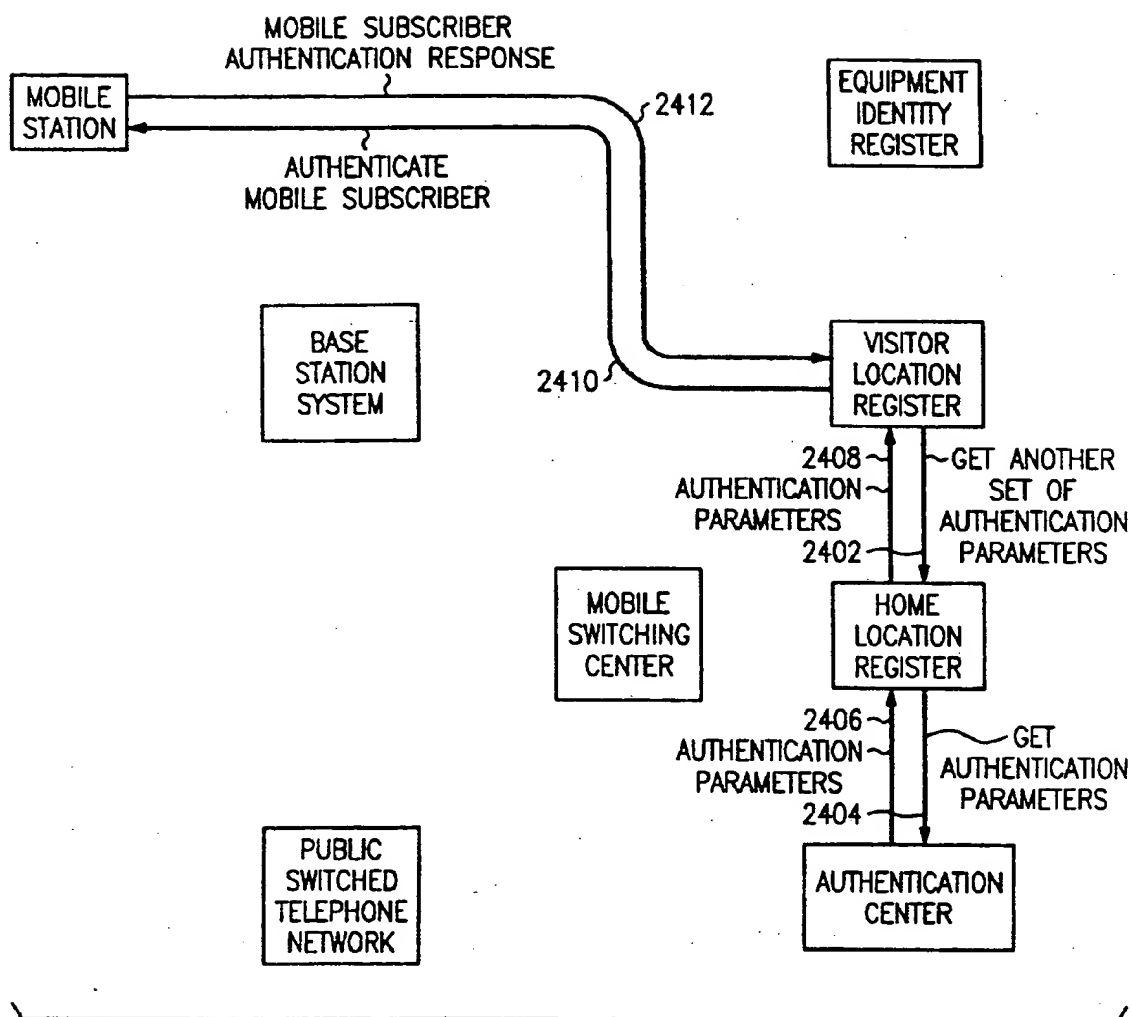 MOBILE SUBSCRIBER
AUTHENTICATION RESPONSE
MOBILE
STATION
2412
EQUIPMENT
IDENTITY
REGISTER
AUTHENTICATE
MOBILE SUBSCRIBER
BASE
STATION
SYSTEM
2410
VISITOR
LOCATION
REGISTER
2408
AUTHENTICATION
PARAMETERS
2402
GET ANOTHER
SET OF
AUTHENTICATION
PARAMETERS
MOBILE
SWITCHING
CENTER
HOME
LOCATION
REGISTER
2406
AUTHENTICATION
PARAMETERS
2404
GET
AUTHENTICATION
PARAMETERS
PUBLIC
SWITCHED
TELEPHONE
NETWORK
AUTHENTICATION
CENTER